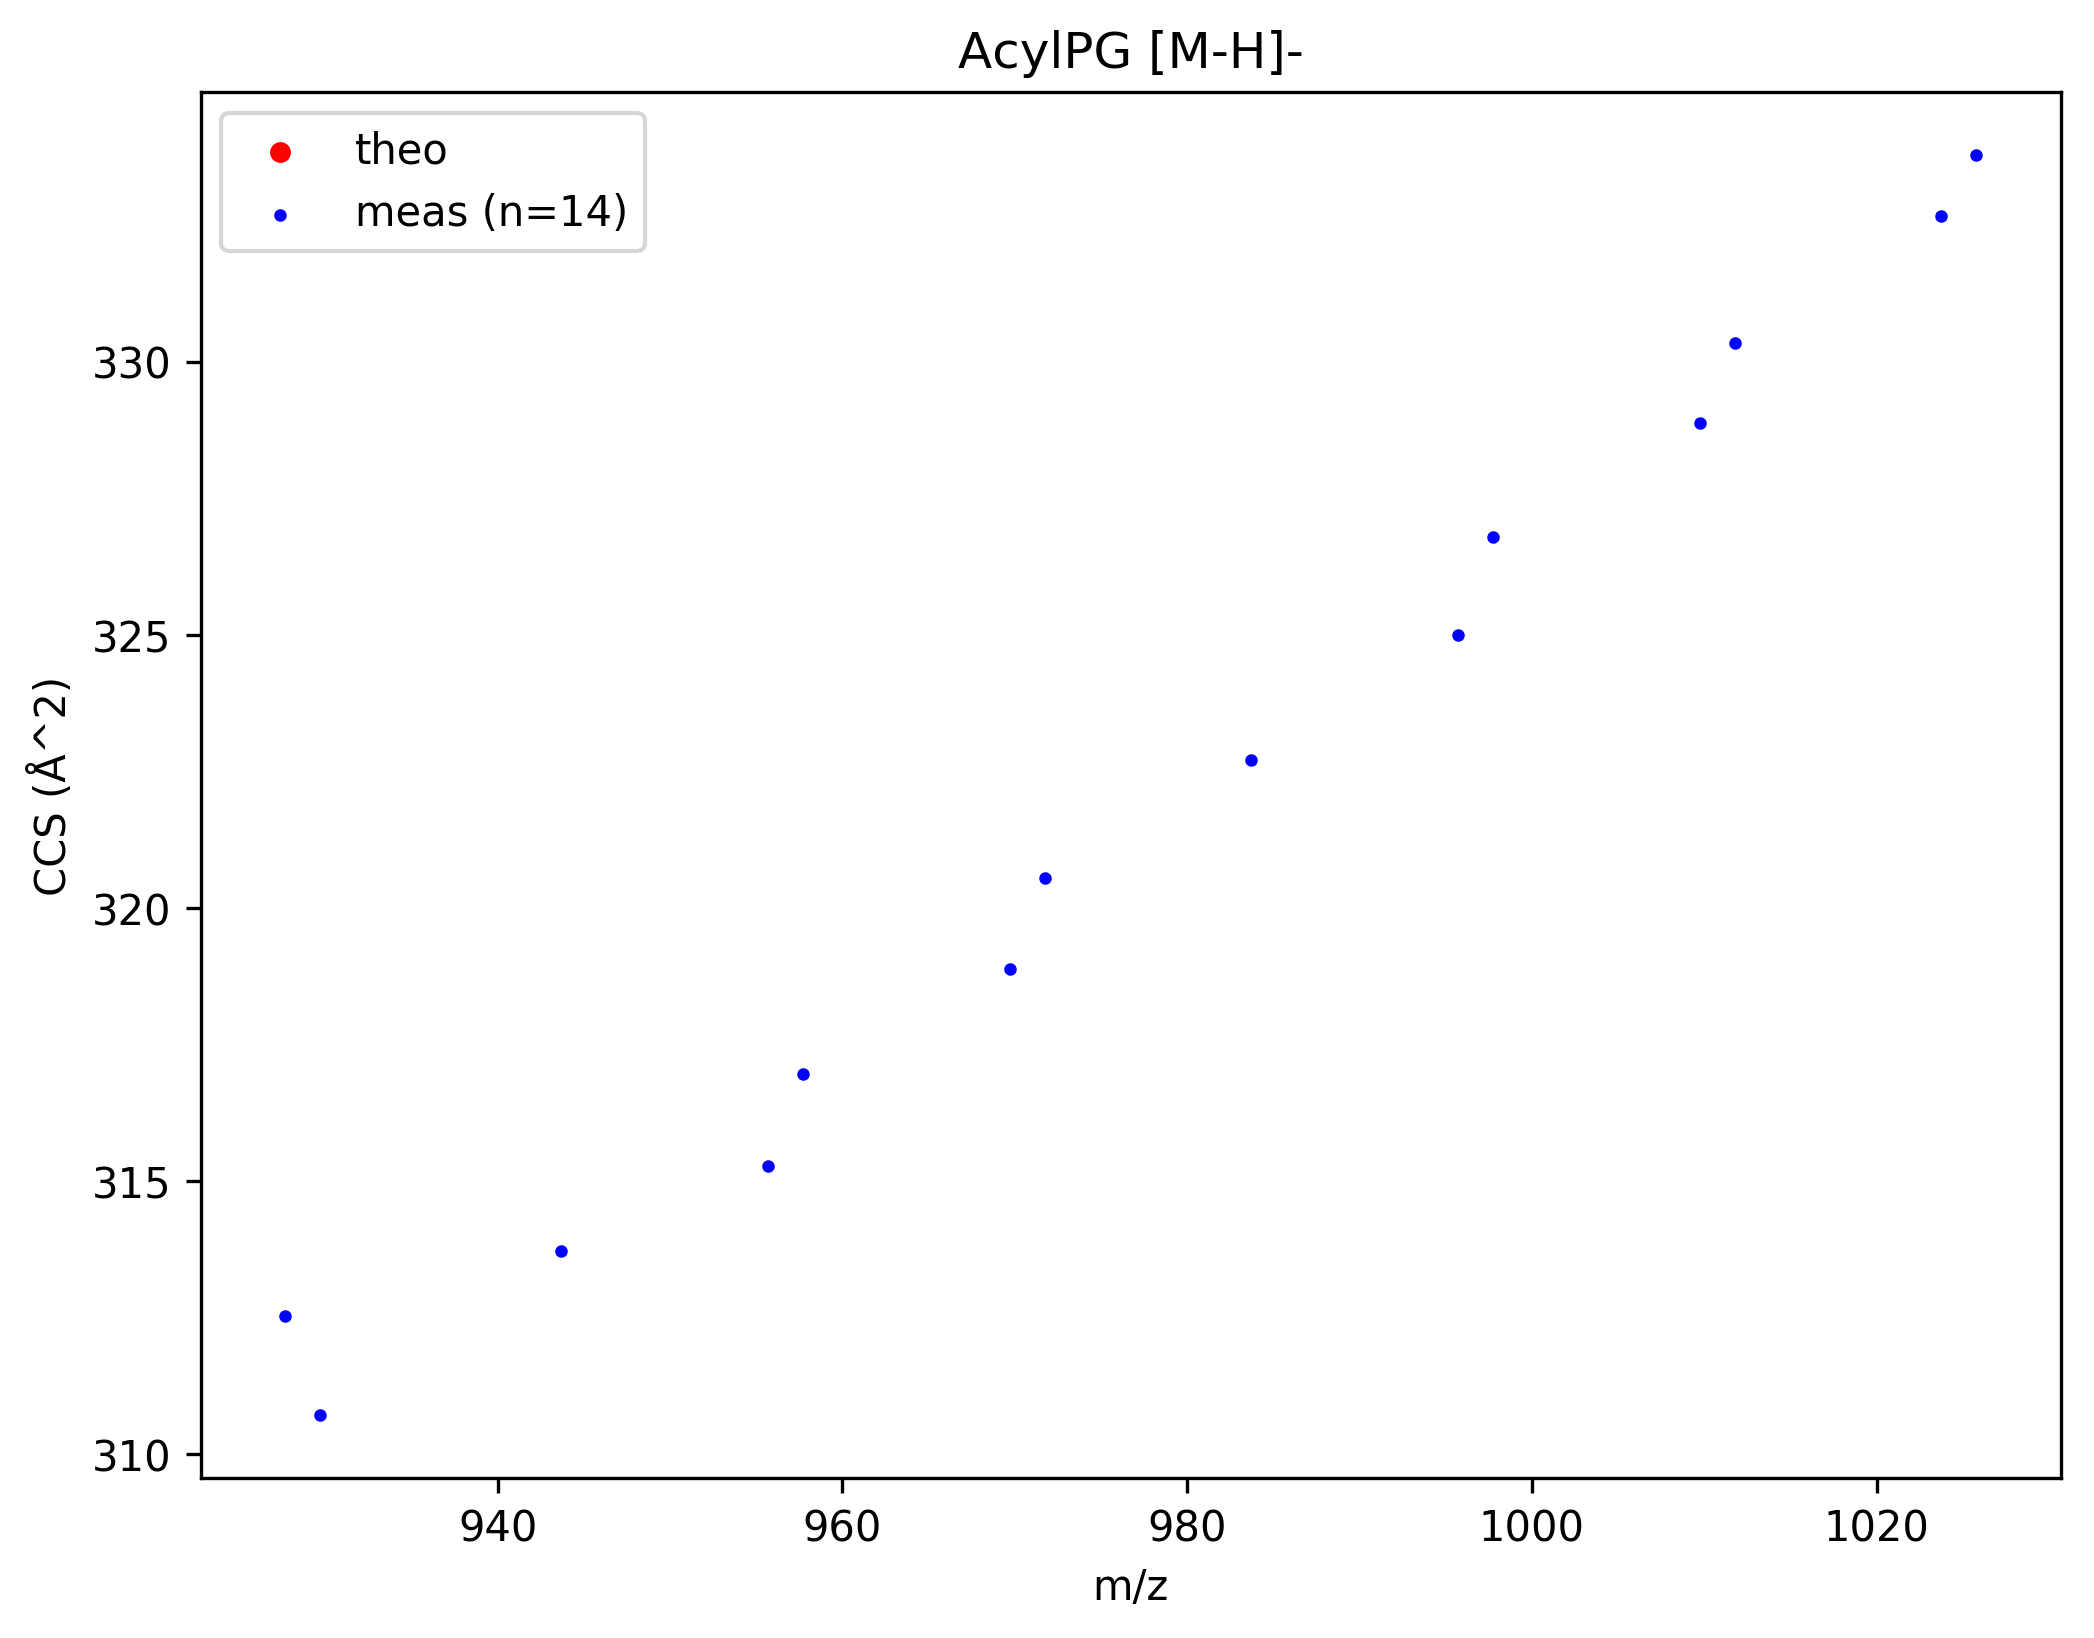 AcylPG [M-H]-
theo
meas (n=14)
CCS (Å^2)
330
325
320
315
310
940 960 980 1000 1020
m/z